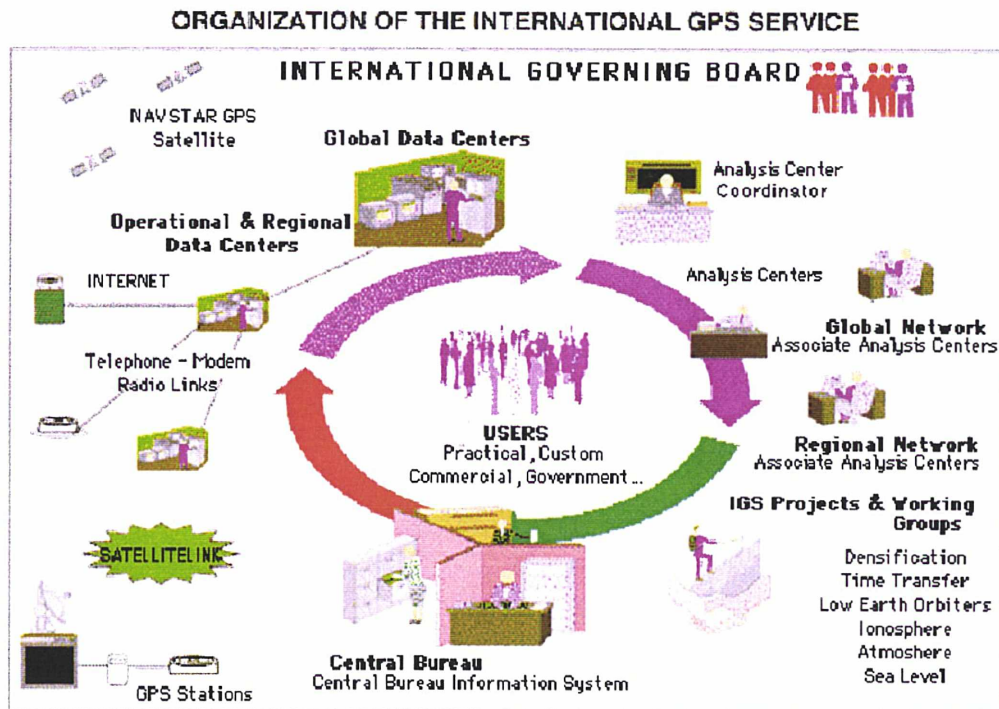 ORGANIZATION OF THE INTERNATIONAL GPS SERVICE
INTERNATIONAL GOVERNING BOARD
NAVSTAR GPS
Satellite
Global Data Centers
Analysis Center
Coordinator
Operational & Regional
Data Centers
INTERNET
Analysis Centers
Global Network
Associate Analysis Centers
Telephone - Modem
Radio Links
USERS
Practical, Custom
Commercial, Government...
Regional Network
Associate Analysis Centers
IGS Projects & Working
Groups
SATELLITELINK
Densification
Time Transfer
Low Earth Orbiters
Ionosphere
Atmoshere
Sea Level
Central Bureau
Central Bureau Information System
GPS Stations